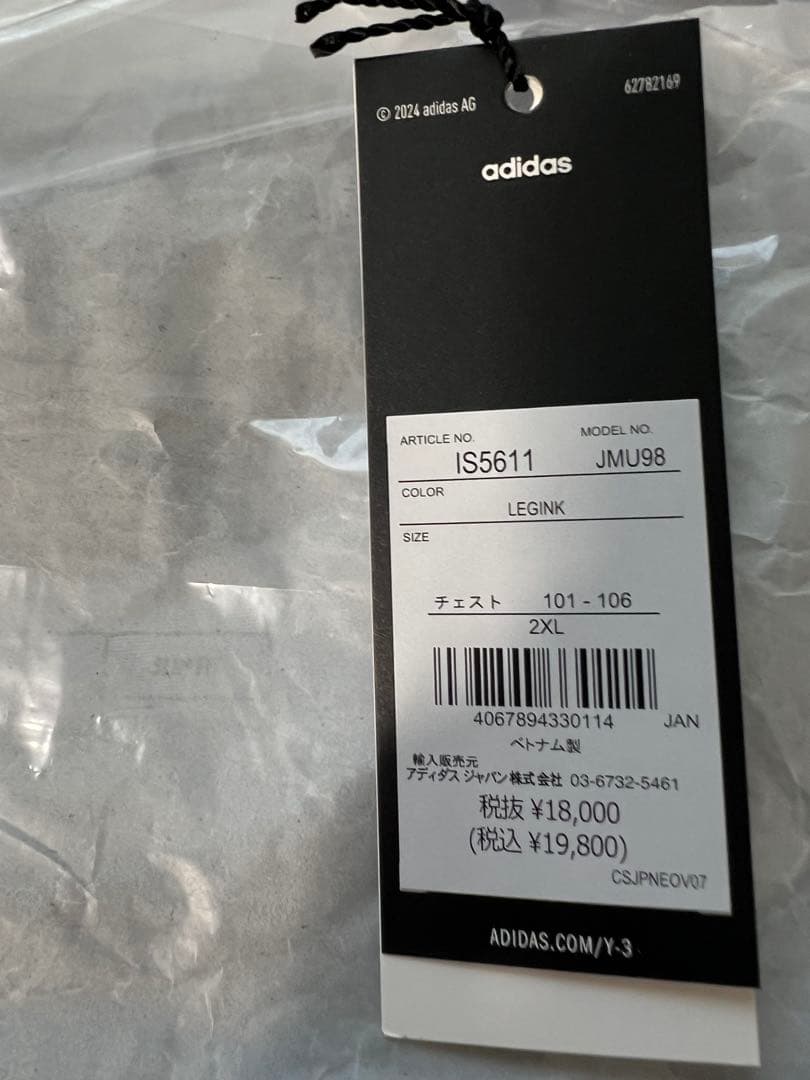 © 2024 adidas AG
62782169
adidas
ARTICLE NO.
MODEL NO.
IS5611
JMU98
COLOR
LEGINK
SIZE
チェスト 101 - 106
2XL
4067894330114 JAN
ベトナム製
輸入販売元
アディダス ジャパン株式会社 03-6732-5461
税抜 ¥18,000
(税込 ¥19,800)
CSJPNEOV07
ADIDAS.COM/Y-3